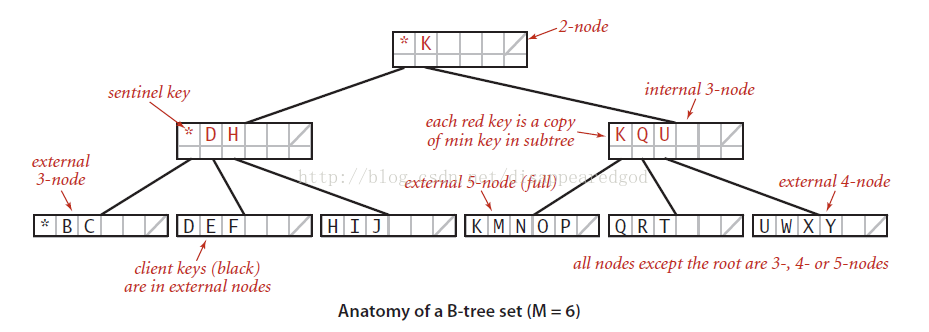 2-node
* K
sentinel key
internal 3-node
* D H
each red key is a copy
of min key in subtree
K Q U
external
3-node
http://blog.csdn.net/disappearedgod
external 5-node (full)
external 4-node
* B C
D E F
H I J
K M N O P
Q R T
U W X Y
client keys (black)
are in external nodes
all nodes except the root are 3-, 4- or 5-nodes
Anatomy of a B-tree set (M = 6)